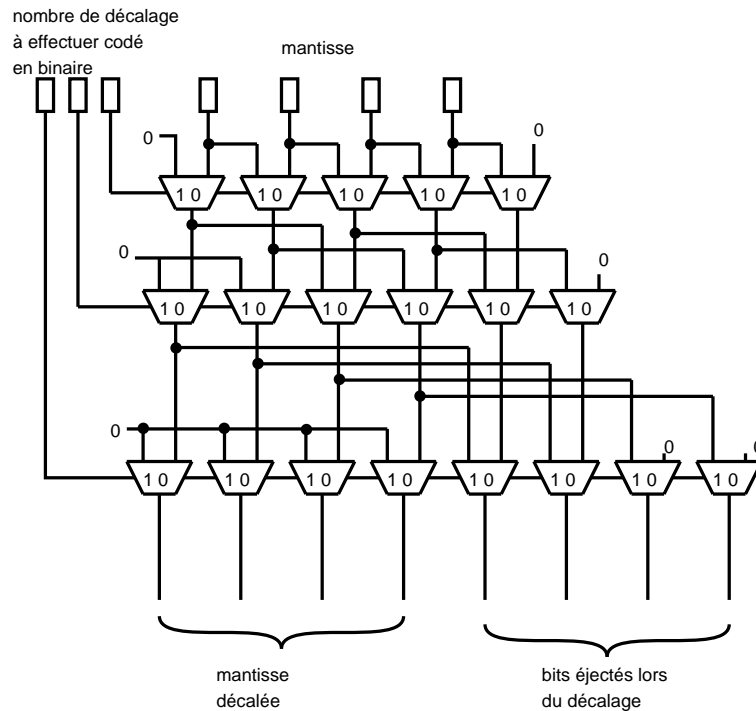 nombre de décalage
à effectuer codé
en binaire
mantisse
0
0
1 0 1 0 1 0 1 0 1 0
0
0
1 0 1 0 1 0 1 0 1 0 1 0
0
0
0
1 0 1 0 1 0 1 0 1 0 1 0 1 0 1 0
mantisse
décalée
bits éjectés lors
du décalage